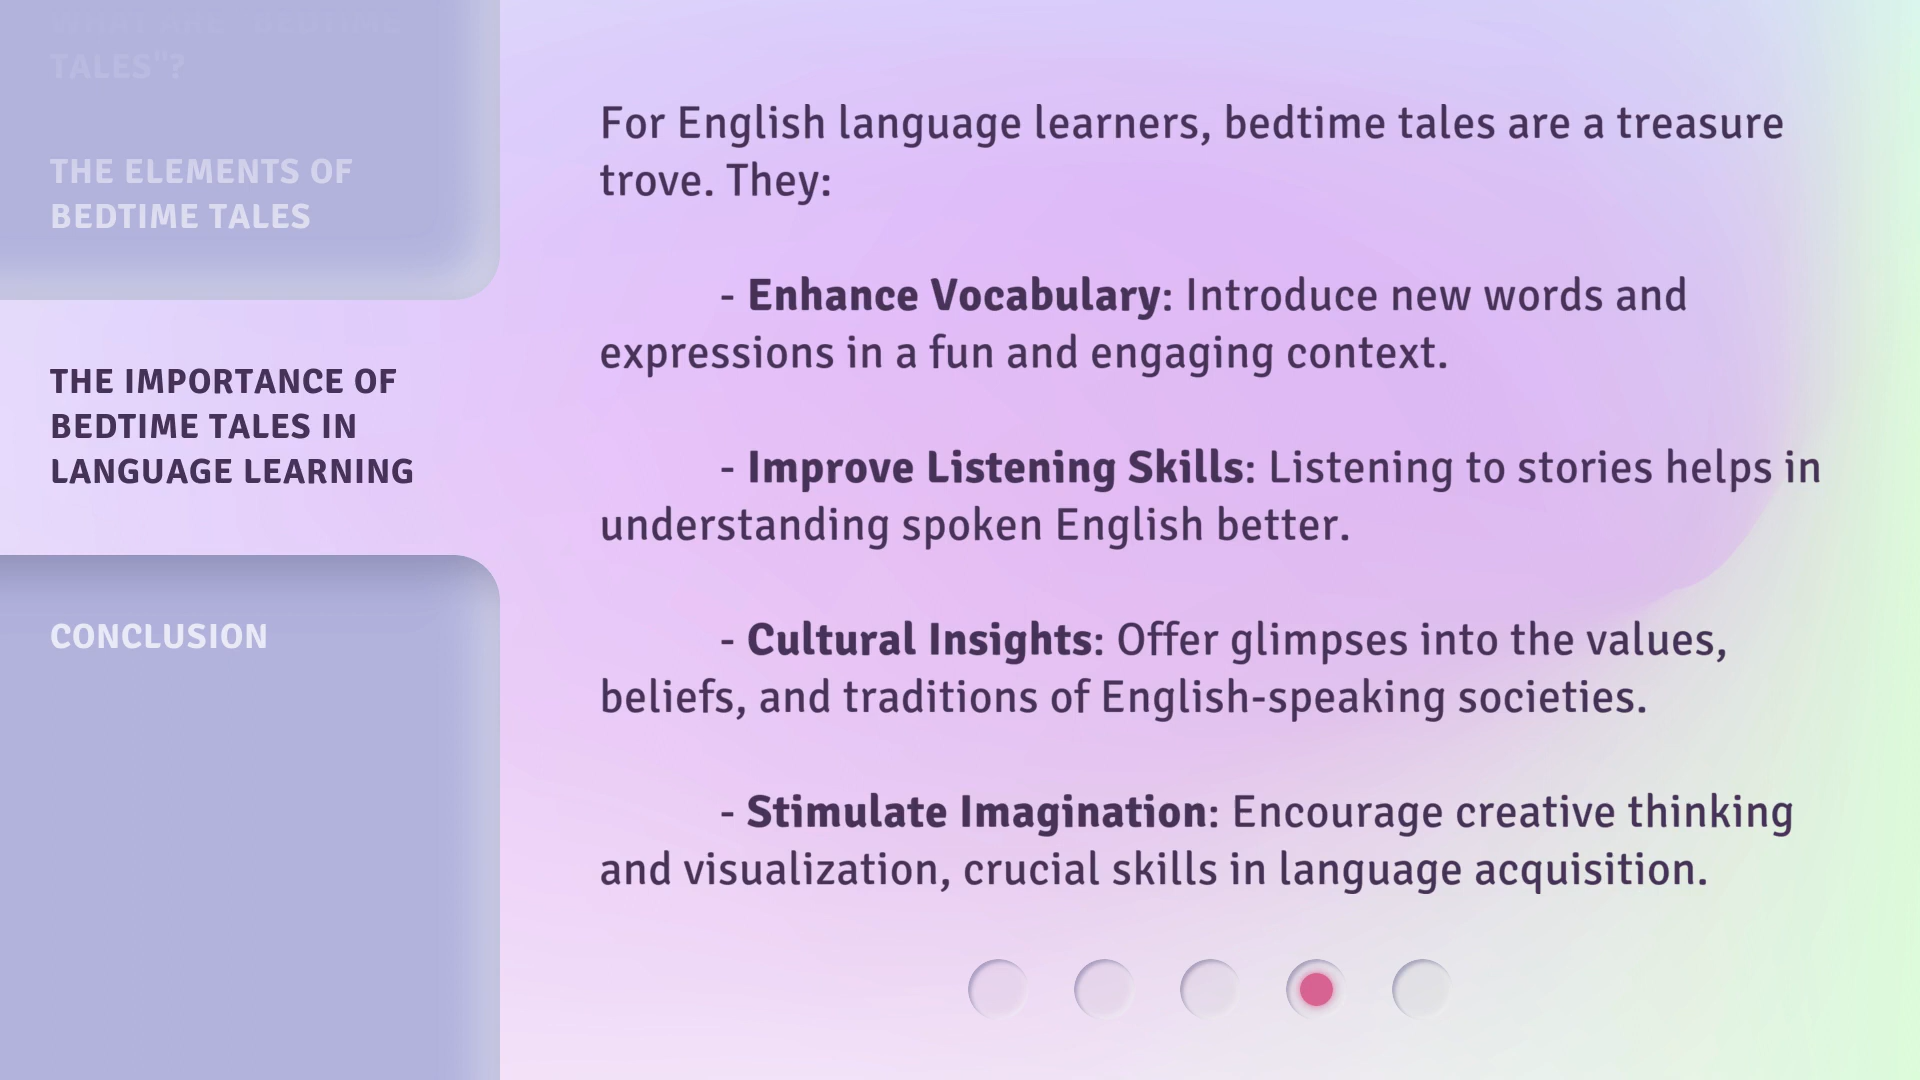 WHAT ARE "BEDTIME
TALES"?
THE ELEMENTS OF
BEDTIME TALES
THE IMPORTANCE OF
BEDTIME TALES IN
LANGUAGE LEARNING
CONCLUSION
For English language learners, bedtime tales are a treasure
trove. They:
- Enhance Vocabulary: Introduce new words and
expressions in a fun and engaging context.
- Improve Listening Skills: Listening to stories helps in
understanding spoken English better.
- Cultural Insights: Offer glimpses into the values,
beliefs, and traditions of English-speaking societies.
- Stimulate Imagination: Encourage creative thinking
and visualization, crucial skills in language acquisition.